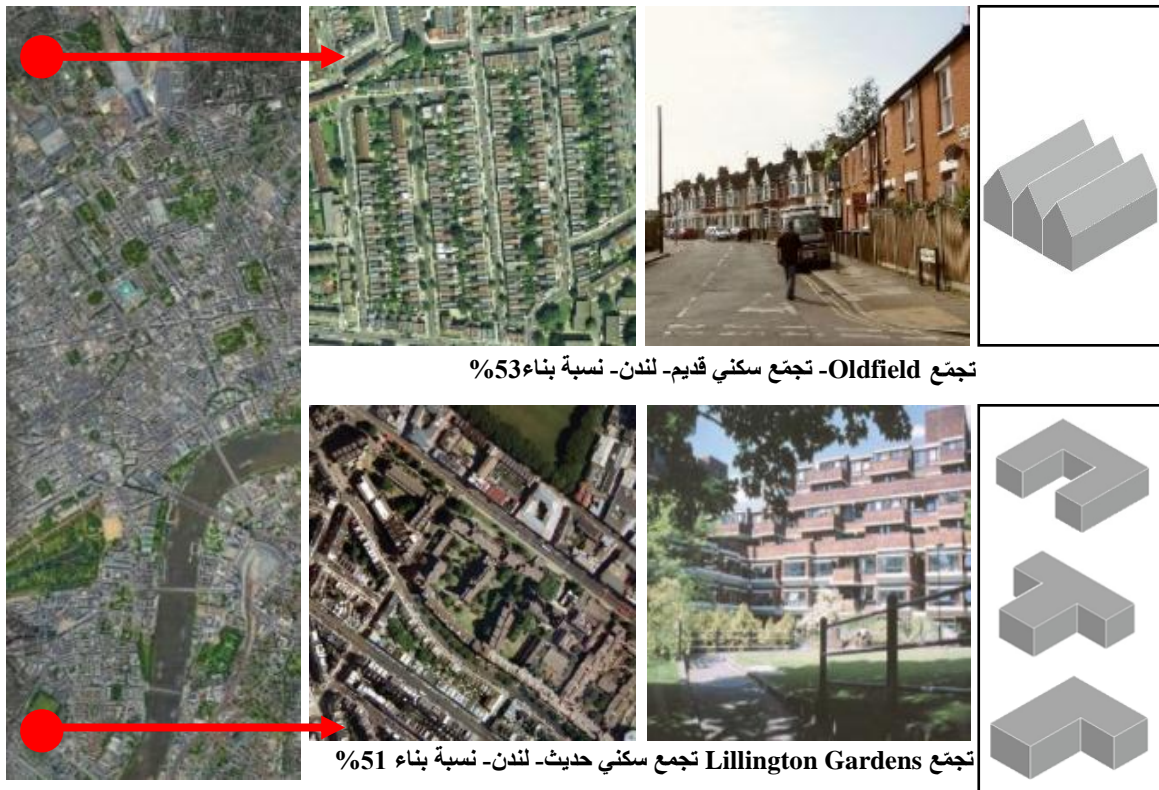 تجمّع Oldfield- تجمّع سكني قديم- لندن- نسبة بناء53%
تجمّع Lillington Gardens تجمع سكني حديث- لندن- نسبة بناء 51%